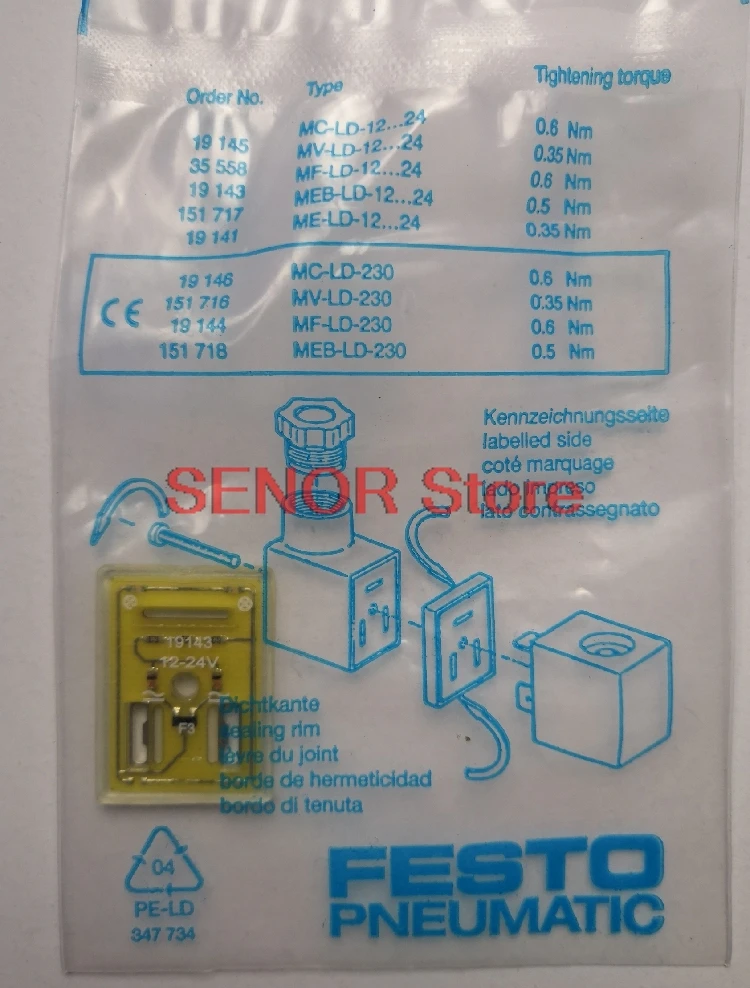 Order No. Type Tightening torque
19 145 MC-LD-12...24 0.6 Nm
35 558 MV-LD-12...24 0.35 Nm
19 143 MF-LD-12...24 0.6 Nm
151 717 MEB-LD-12...24 0.5 Nm
19 141 ME-LD-12...24 0.35 Nm
CE
19 146 MC-LD-230 0.6 Nm
151 716 MV-LD-230 0.35 Nm
19 144 MF-LD-230 0.6 Nm
151 718 MEB-LD-230 0.5 Nm
Kennzeichnungsseite
labelled side
coté marquage
lado impreso
lato contrassegnato
SENOR Store
19143
12-24V
F3
Dichtkante
sealing rim
lèvre du joint
borde de hermeticidad
bordo di tenuta
04
PE-LD
347 734
FESTO
PNEUMATIC